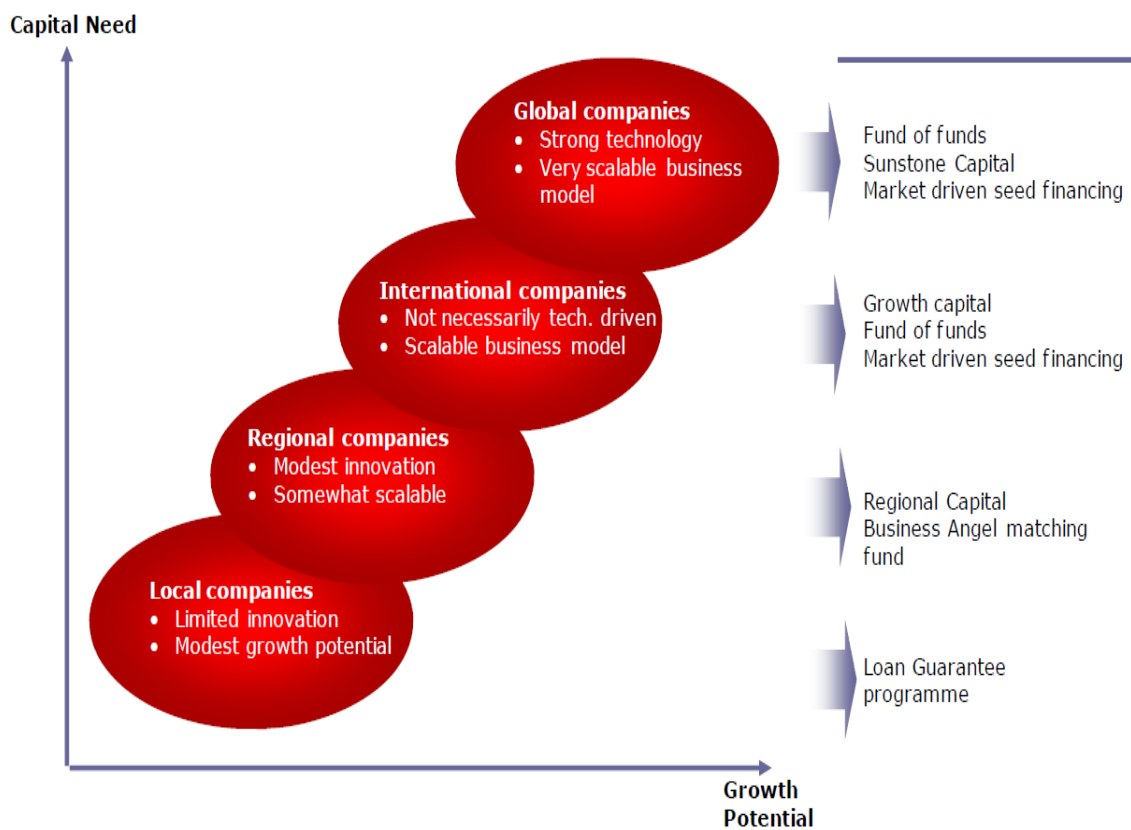 Capital Need
Global companies
• Strong technology
• Very scalable business
model
Fund of funds
Sunstone Capital
Market driven seed financing
International companies
• Not necessarily tech. driven
• Scalable business model
Growth capital
Fund of funds
Market driven seed financing
Regional companies
• Modest innovation
• Somewhat scalable
Regional Capital
Business Angel matching
fund
Local companies
• Limited innovation
• Modest growth potential
Loan Guarantee
programme
Growth
Potential